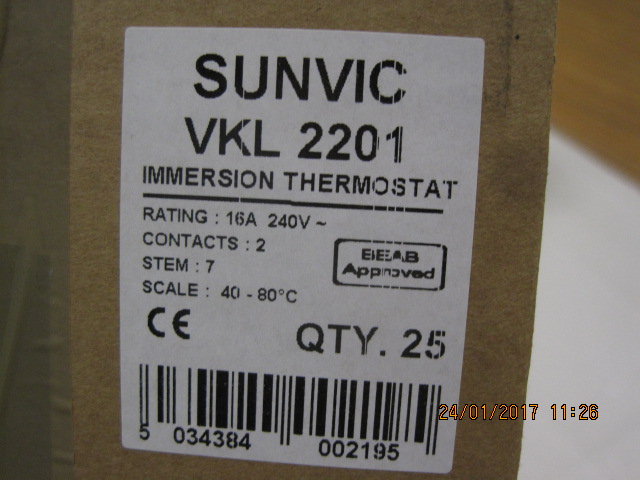 SUNVIC
VKL 2201
IMMERSION THERMOSTAT
RATING : 16A 240V ~
CONTACTS : 2
STEM : 7
SCALE : 40 - 80°C
BEAB
Approved
CE
QTY. 25
5 034384 002195
24/01/2017 11:26